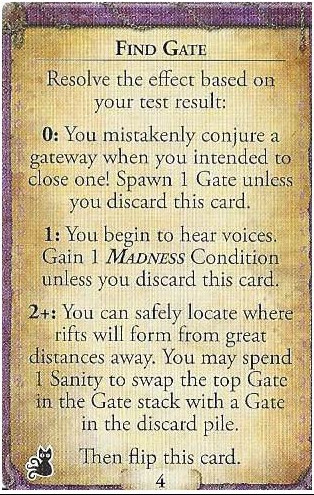 FIND GATE
Resolve the effect based on
your test result:
0: You mistakenly conjure a
gateway when you intended to
close one! Spawn 1 Gate unless
you discard this card.
1: You begin to hear voices.
Gain 1 MADNESS Condition
unless you discard this card.
2+: You can safely locate where
rifts will form from great
distances away. You may spend
1 Sanity to swap the top Gate
in the Gate stack with a Gate
in the discard pile.
Then flip this card.
4